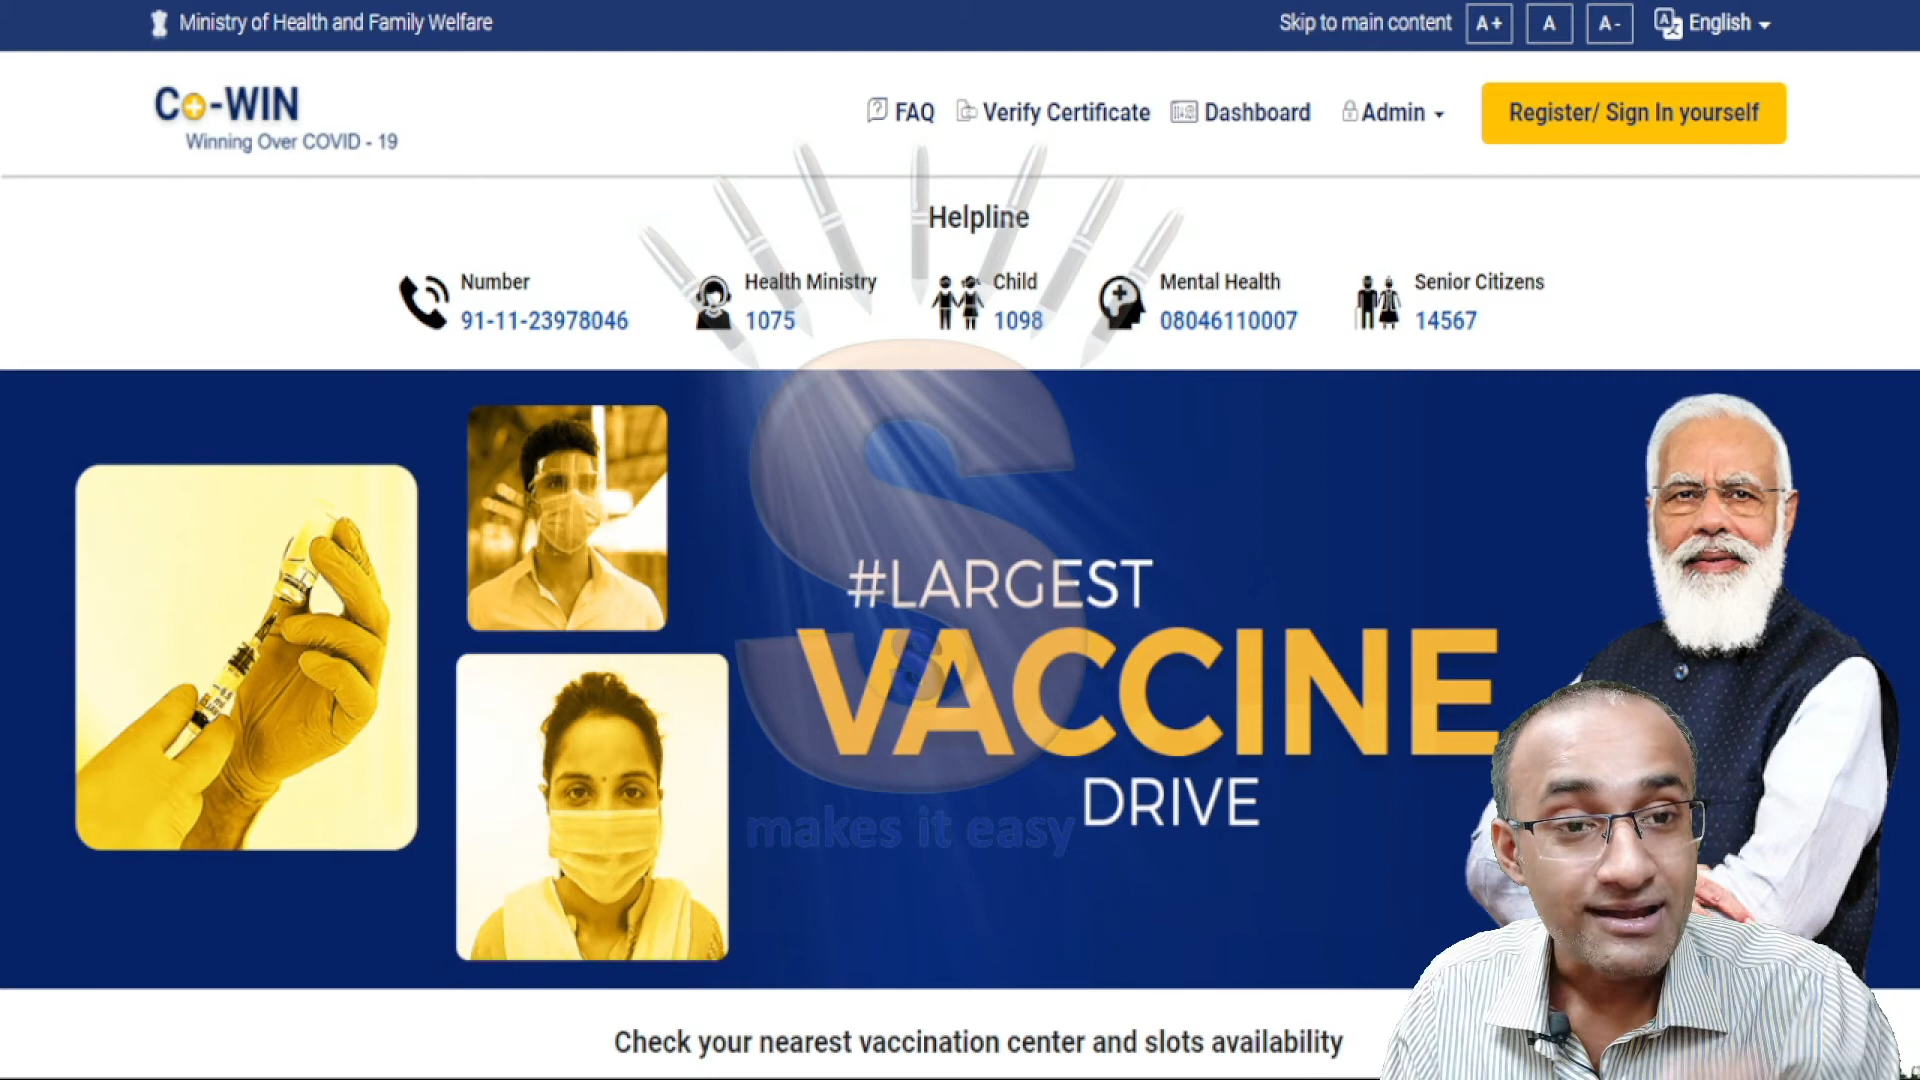 Ministry of Health and Family Welfare
Skip to main content A+ A A- English
Co-WIN
Winning Over COVID - 19
FAQ Verify Certificate Dashboard Admin Register/ Sign In yourself
Helpline
Number
91-11-23978046
Health Ministry
1075
Child
1098
Mental Health
08046110007
Senior Citizens
14567
#LARGEST
VACCINE
DRIVE
S
makes it easy
Check your nearest vaccination center and slots availability